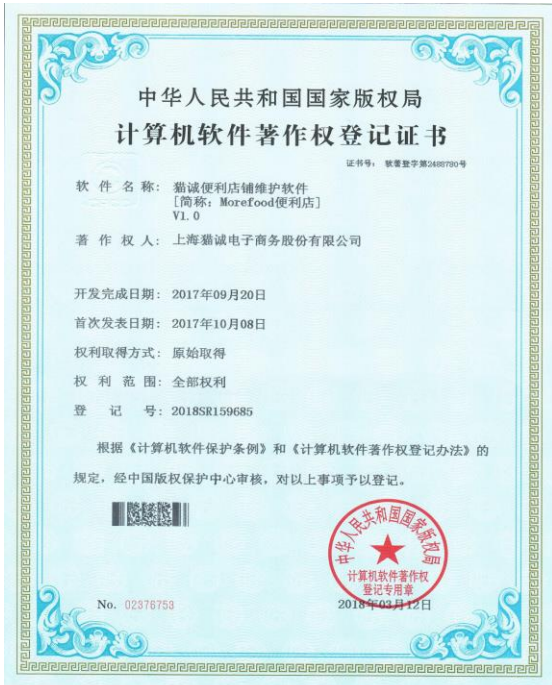 中华人民共和国国家版权局
计算机软件著作权登记证书
证书号： 软著登字第2488780号
软件名称： 猫诚便利店铺维护软件
[简称：Morefood便利店]
V1.0
著作权人： 上海猫诚电子商务股份有限公司
开发完成日期： 2017年09月20日
首次发表日期： 2017年10月08日
权利取得方式： 原始取得
权利范围： 全部权利
登记号： 2018SR159685
根据《计算机软件保护条例》和《计算机软件著作权登记办法》的
规定，经中国版权保护中心审核，对以上事项予以登记。
中华人民共和国国家版权局
计算机软件著作权
登记专用章
No. 02376753
2018年03月12日